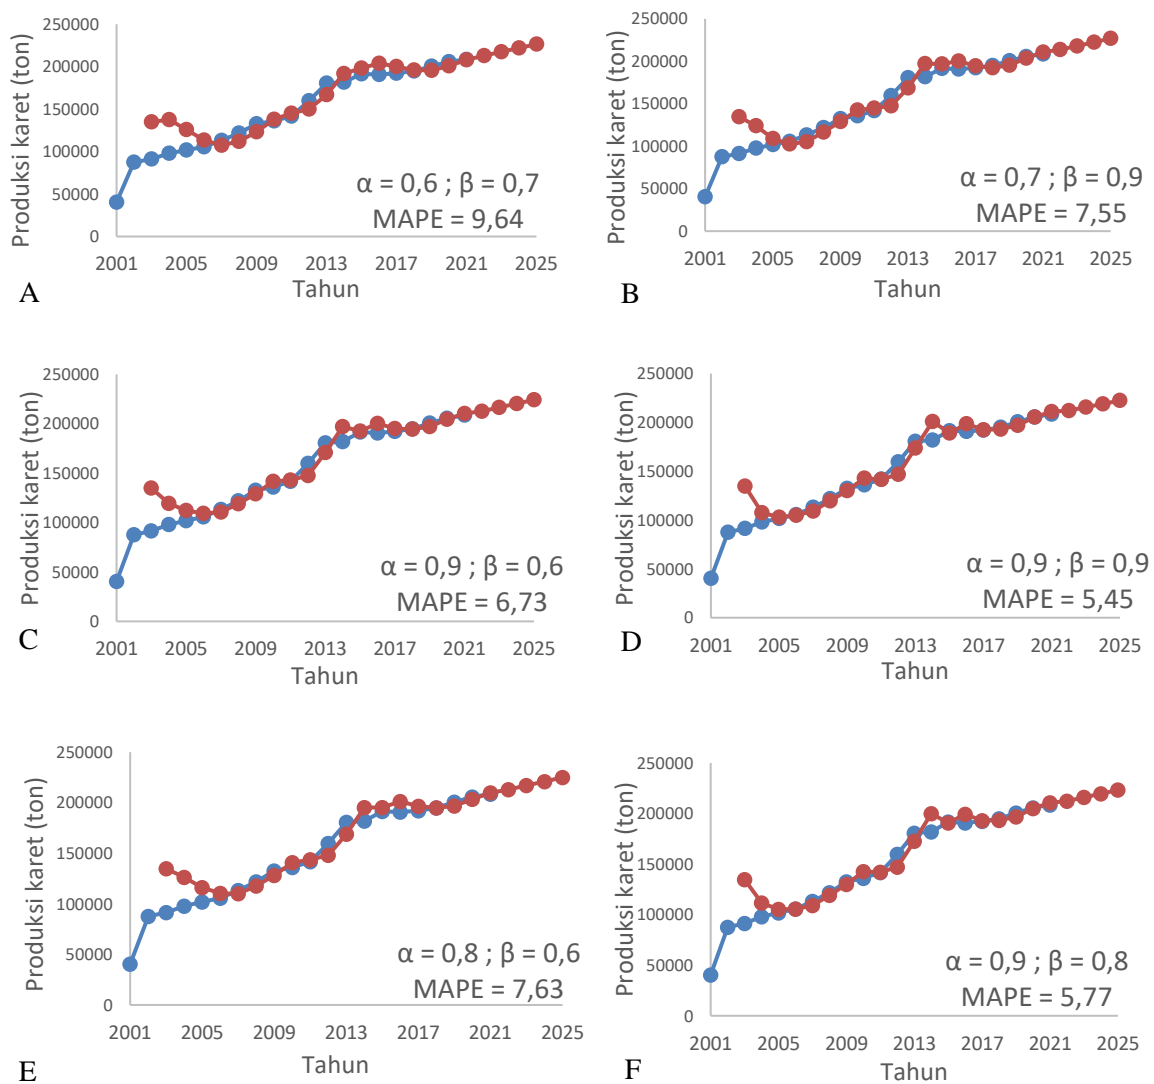 Produksi karet (ton)
250000
200000
150000
100000
50000
0
α = 0,6 ; β = 0,7
MAPE = 9,64
2001 2005 2009 2013 2017 2021 2025
Tahun
A
Produksi karet (ton)
250000
200000
150000
100000
50000
0
α = 0,7 ; β = 0,9
MAPE = 7,55
2001 2005 2009 2013 2017 2021 2025
Tahun
B
Produksi karet (ton)
250000
200000
150000
100000
50000
0
α = 0,9 ; β = 0,6
MAPE = 6,73
2001 2005 2009 2013 2017 2021 2025
Tahun
C
Produksi karet (ton)
250000
200000
150000
100000
50000
0
α = 0,9 ; β = 0,9
MAPE = 5,45
2001 2005 2009 2013 2017 2021 2025
Tahun
D
Produksi karet (ton)
250000
200000
150000
100000
50000
0
α = 0,8 ; β = 0,6
MAPE = 7,63
2001 2005 2009 2013 2017 2021 2025
Tahun
E
Produksi karet (ton)
250000
200000
150000
100000
50000
0
α = 0,9 ; β = 0,8
MAPE = 5,77
2001 2005 2009 2013 2017 2021 2025
Tahun
F